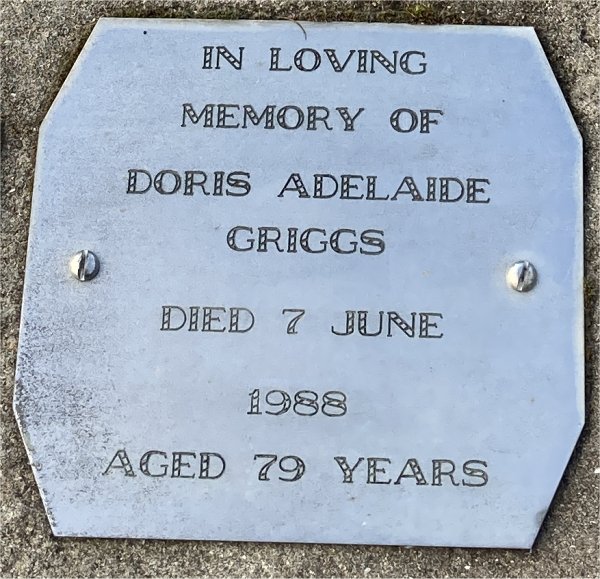 IN LOVING
MEMORY OF
DORIS ADELAIDE
GRIGGS
DIED 7 JUNE
1988
AGED 79 YEARS